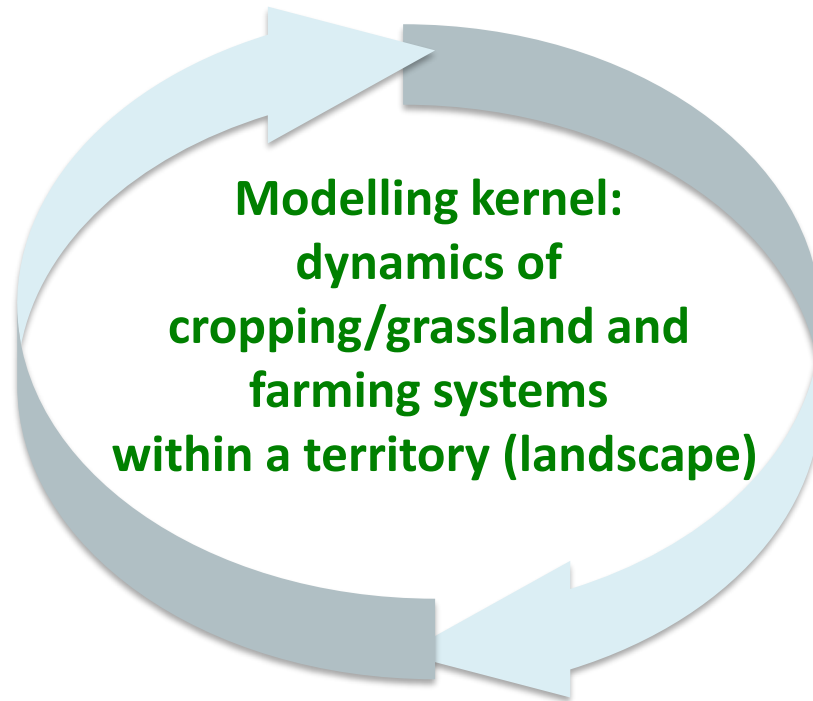 Modelling kernel:
dynamics of
cropping/grassland and
farming systems
within a territory (landscape)